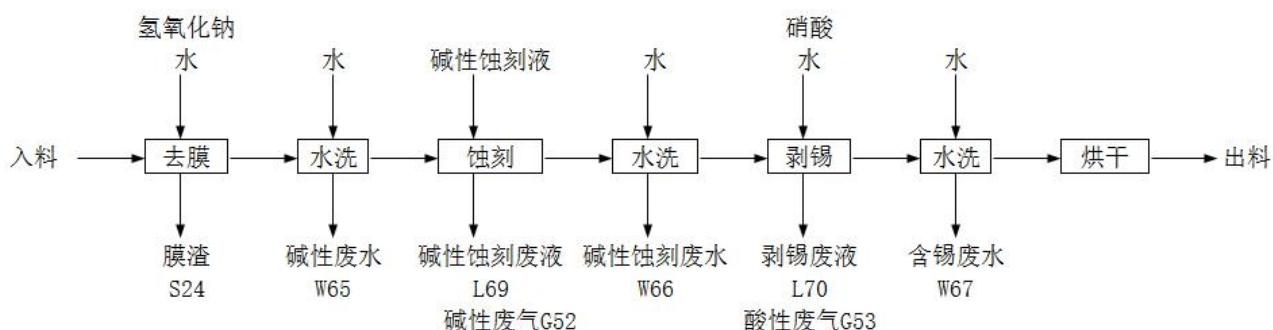 氢氧化钠
硝酸
水
水
碱性蚀刻液
水
水
水
入料
去膜
水洗
蚀刻
水洗
剥锡
水洗
烘干
出料
膜渣
碱性废水
碱性蚀刻废液
碱性蚀刻废水
剥锡废液
含锡废水
S24
W65
L69
W66
L70
W67
碱性废气G52
酸性废气G53